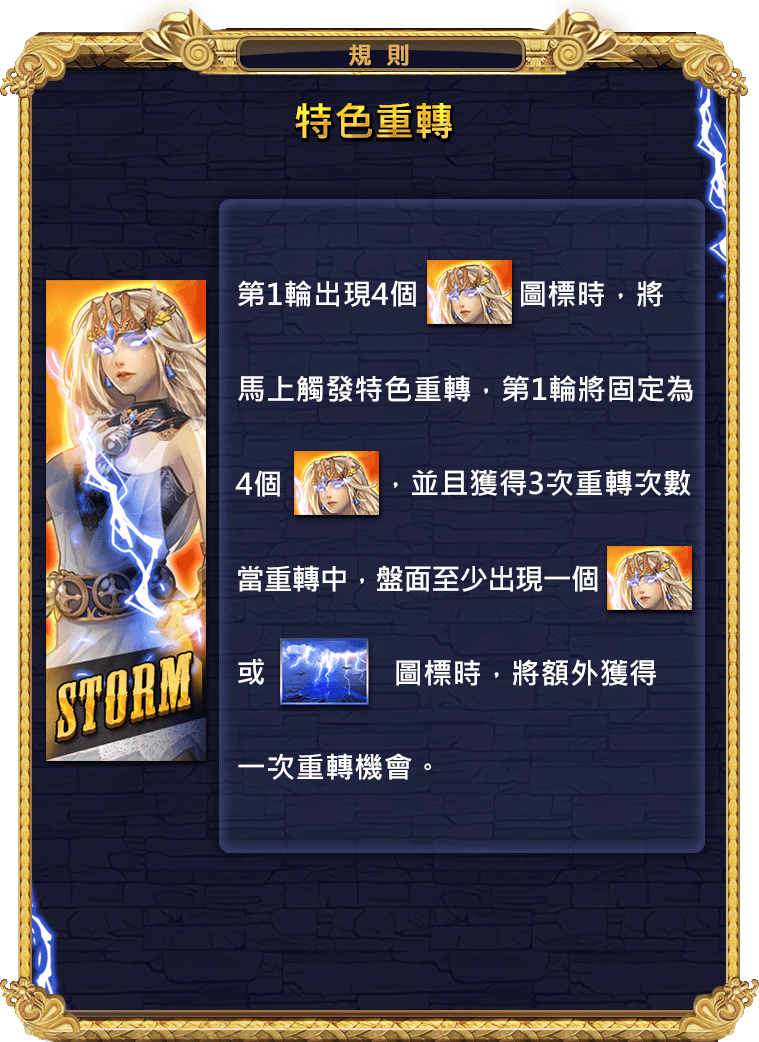 規則
特色重轉
第1輪出現4個 圖標時，將
馬上觸發特色重轉，第1輪將固定為
4個 ，並且獲得3次重轉次數
當重轉中，盤面至少出現一個
或 圖標時，將額外獲得
一次重轉機會。
STORM